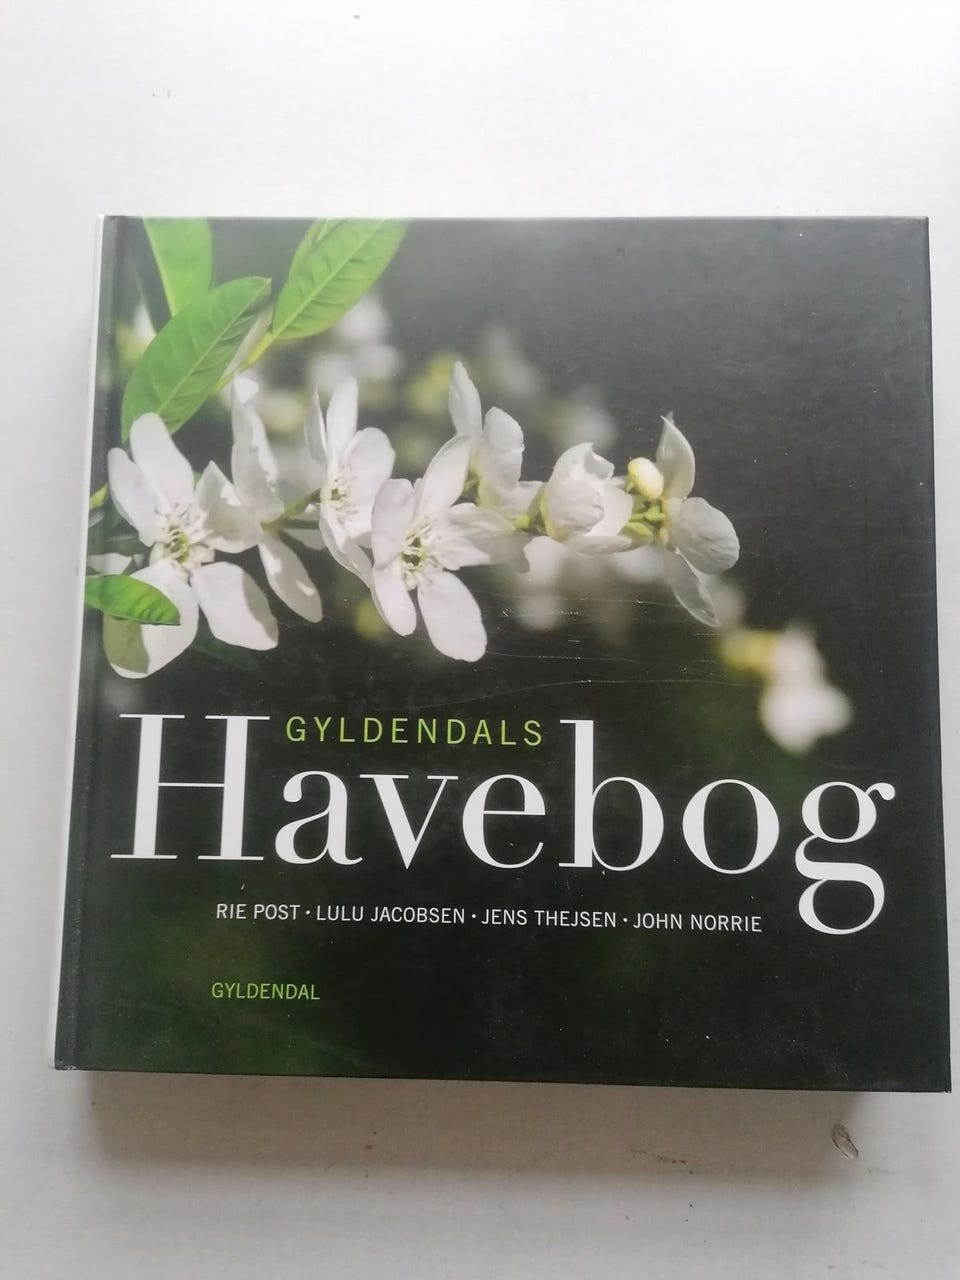 GYLDENDALS
Havebog
RIE POST · LULU JACOBSEN · JENS THEJSEN · JOHN NORRIE
GYLDENDAL